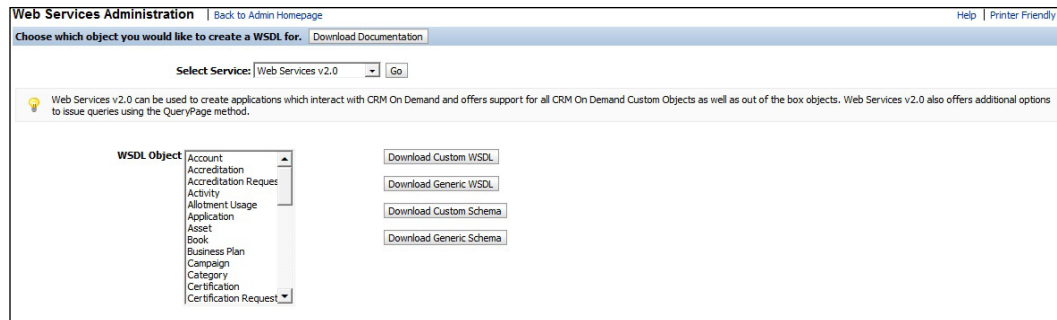 Web Services Administration | Back to Admin Homepage Help | Printer Friendly
Choose which object you would like to create a WSDL for. Download Documentation
Select Service: Web Services v2.0 Go
Web Services v2.0 can be used to create applications which interact with CRM On Demand and offers support for all CRM On Demand Custom Objects as well as out of the box objects. Web Services v2.0 also offers additional options
to issue queries using the QueryPage method.
WSDL Object Account Download Custom WSDL
Accreditation
Accreditation Reques
Activity Download Generic WSDL
Allotment Usage
Application Download Custom Schema
Asset
Book Download Generic Schema
Business Plan
Campaign
Category
Certification
Certification Request